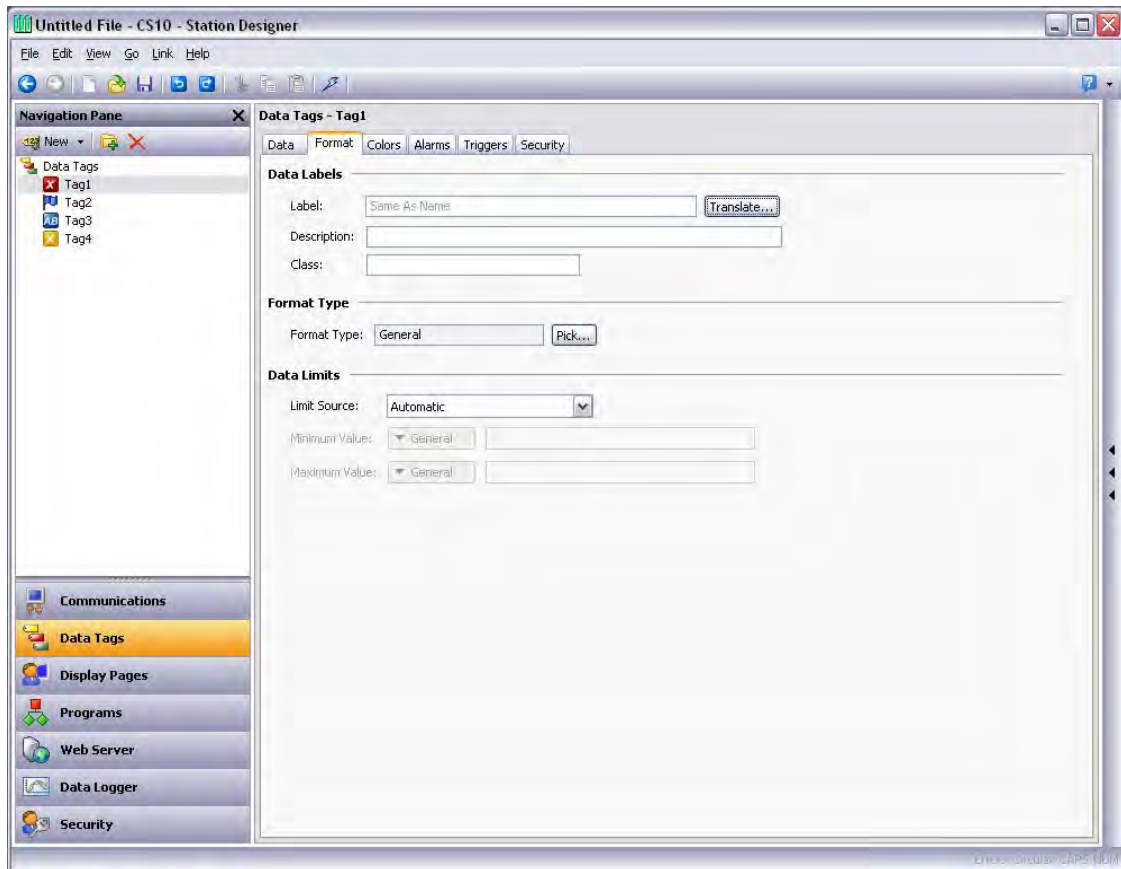 Untitled File - CS10 - Station Designer
File Edit View Go Link Help
Navigation Pane
New
Data Tags
Tag1
Tag2
Tag3
Tag4
Communications
Data Tags
Display Pages
Programs
Web Server
Data Logger
Security
Data Tags - Tag1
Data Format Colors Alarms Triggers Security
Data Labels
Label: Same As Name Translate...
Description:
Class:
Format Type
Format Type: General Pick...
Data Limits
Limit Source: Automatic
Minimum Value: General
Maximum Value: General
CAPS NUM